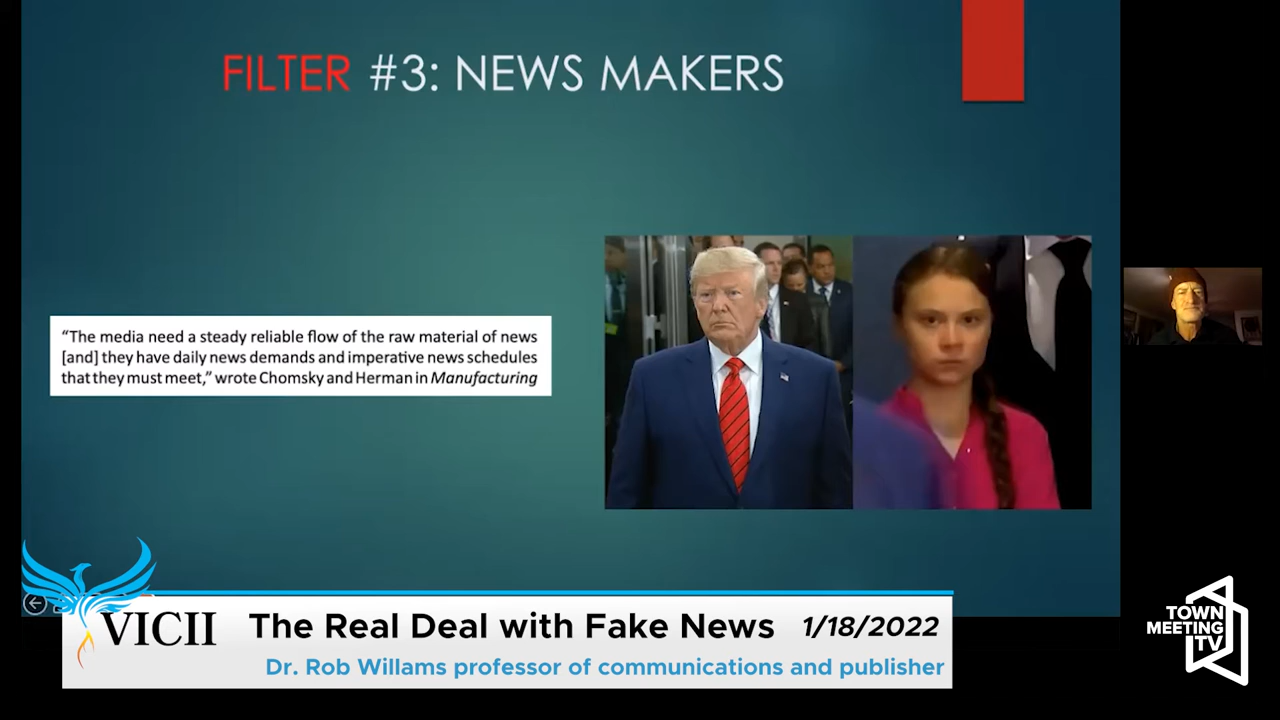 FILTER #3: NEWS MAKERS
“The media need a steady reliable flow of the raw material of news
[and] they have daily news demands and imperative news schedules
that they must meet,” wrote Chomsky and Herman in Manufacturing
VICII
The Real Deal with Fake News 1/18/2022
Dr. Rob Willams professor of communications and publisher
TOWN
MEETING
TV